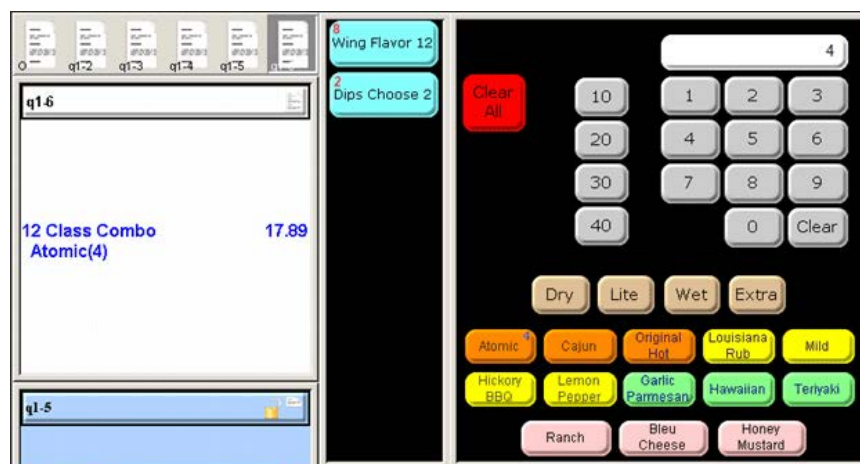 q1-2
q1-3
q1-4
q1-5
q1-6
12 Class Combo 17.89
Atomic(4)
q1-5
8
Wing Flavor 12
2
Dips Choose 2
4
Clear
All
10 1 2 3
20 4 5 6
30 7 8 9
40 0 Clear
Dry Lite Wet Extra
Atomic 4 Cajun Original Hot Louisiana Rub Mild
Hickory BBQ Lemon Pepper Garlic Parmesan Hawaiian Teriyaki
Ranch Bleu Cheese Honey Mustard